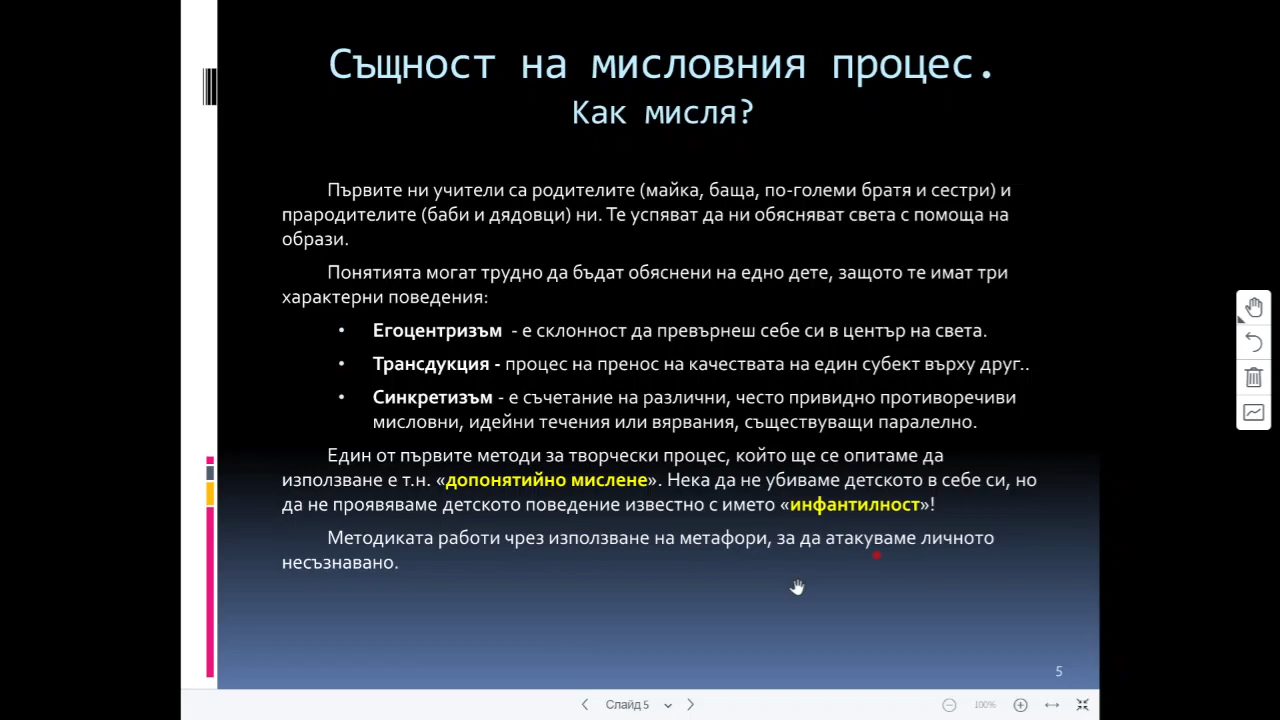 Същност на мисловния процес.
Как мисля?
Първите ни учители са родителите (майка, баща, по-големи братя и сестри) и
прародителите (баби и дядовци) ни. Те успяват да ни обясняват света с помоща на
образи.
Понятията могат трудно да бъдат обяснени на едно дете, защото те имат три
характерни поведения:
• Егоцентризъм - е склонност да превърнеш себе си в център на света.
• Трансдукция - процес на пренос на качествата на един субект върху друг..
• Синкретизъм - е съчетание на различни, често привидно противоречиви
мисловни, идейни течения или вярвания, съществуващи паралелно.
Един от първите методи за творчески процес, който ще се опитаме да
използване е т.н. «допонятийно мислене». Нека да не убиваме детското в себе си, но
да не проявяваме детското поведение известно с името «инфантилност»!
Методиката работи чрез използване на метафори, за да атакуваме личното
несъзнавано.
5
Слайд 5
100%